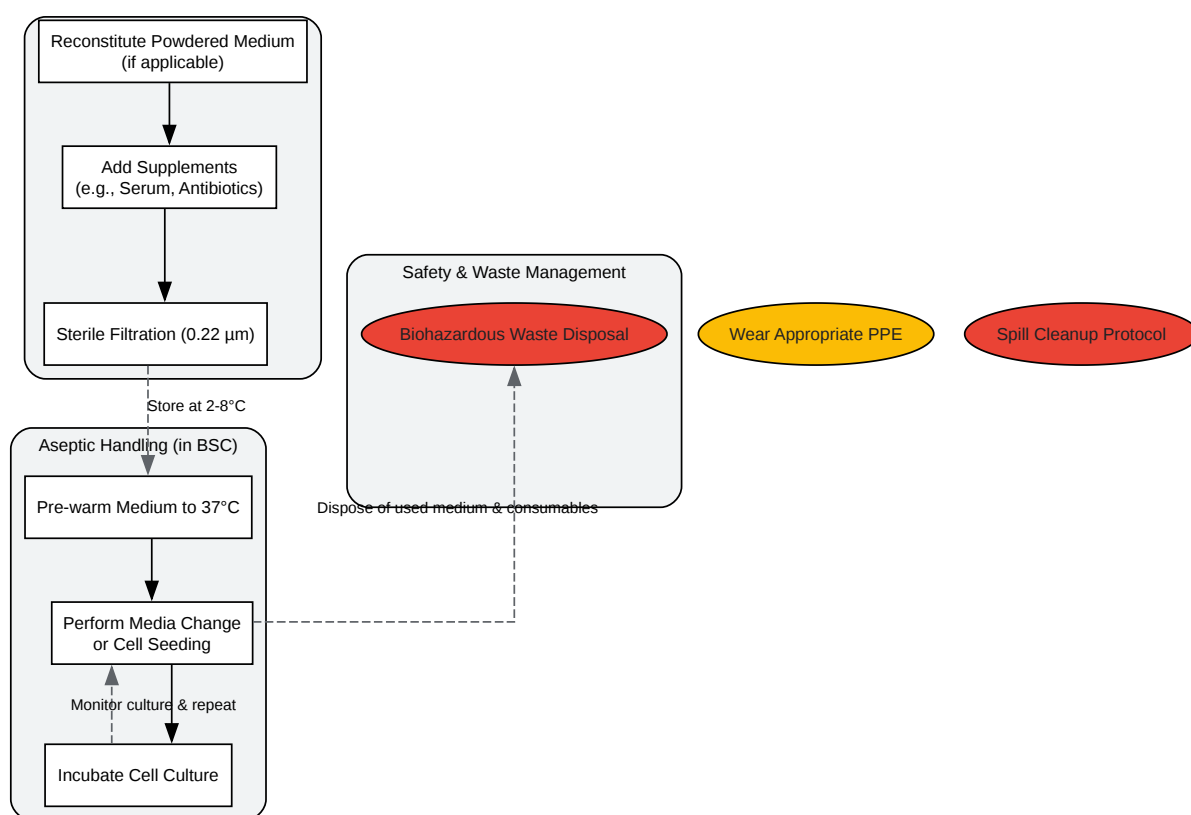 Reconstitute Powdered Medium
(if applicable)
Add Supplements
(e.g., Serum, Antibiotics)
Sterile Filtration (0.22 µm)
Store at 2-8°C
Aseptic Handling (in BSC)
Pre-warm Medium to 37°C
Perform Media Change
or Cell Seeding
Monitor culture & repeat
Incubate Cell Culture
Safety & Waste Management
Biohazardous Waste Disposal
Dispose of used medium & consumables
Wear Appropriate PPE
Spill Cleanup Protocol